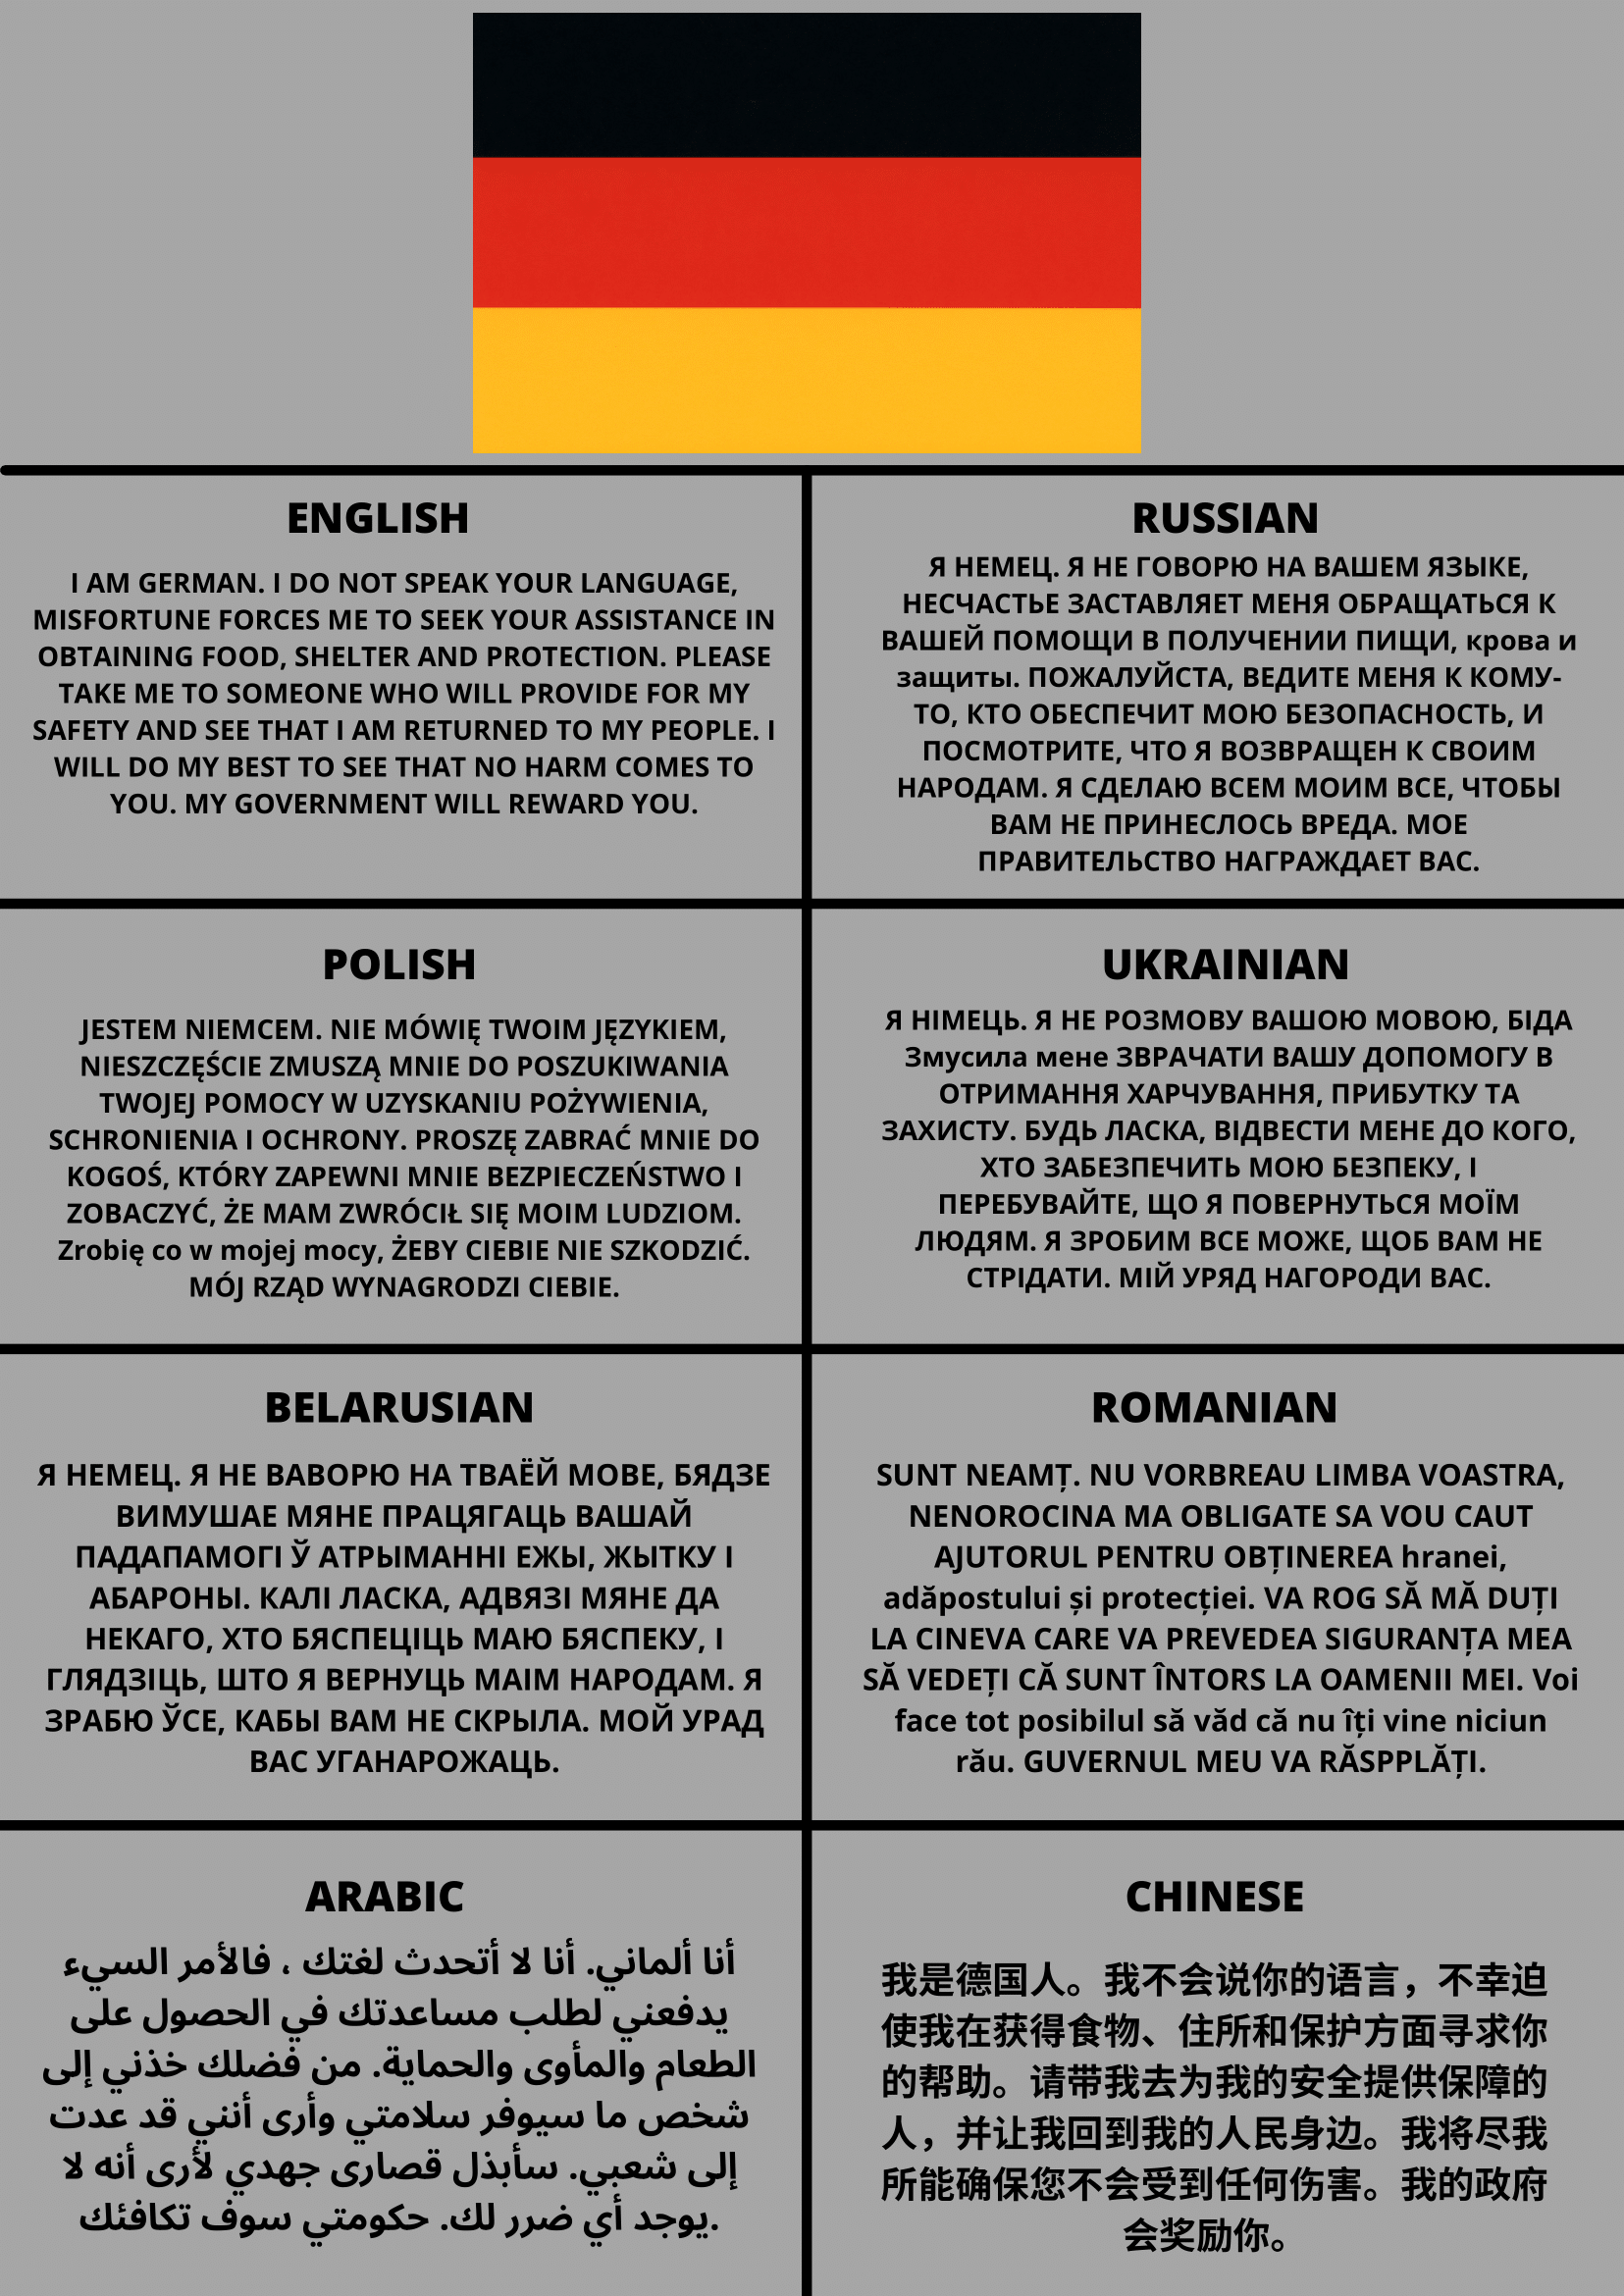 ENGLISH
I AM GERMAN. I DO NOT SPEAK YOUR LANGUAGE,
MISFORTUNE FORCES ME TO SEEK YOUR ASSISTANCE IN
OBTAINING FOOD, SHELTER AND PROTECTION. PLEASE
TAKE ME TO SOMEONE WHO WILL PROVIDE FOR MY
SAFETY AND SEE THAT I AM RETURNED TO MY PEOPLE. I
WILL DO MY BEST TO SEE THAT NO HARM COMES TO
YOU. MY GOVERNMENT WILL REWARD YOU.
RUSSIAN
Я НЕМЕЦ. Я НЕ ГОВОРЮ НА ВАШЕМ ЯЗЫКЕ,
НЕСЧАСТЬЕ ЗАСТАВЛЯЕТ МЕНЯ ОБРАЩАТЬСЯ К
ВАШЕЙ ПОМОЩИ В ПОЛУЧЕНИИ ПИЩИ, крова и
защиты. ПОЖАЛУЙСТА, ВЕДИТЕ МЕНЯ К КОМУ-
ТО, КТО ОБЕСПЕЧИТ МОЮ БЕЗОПАСНОСТЬ, И
ПОСМОТРИТЕ, ЧТО Я ВОЗВРАЩЕН К СВОИМ
НАРОДАМ. Я СДЕЛАЮ ВСЕМ МОИМ ВСЕ, ЧТОБЫ
ВАМ НЕ ПРИНЕСЛОСЬ ВРЕДА. МОЕ
ПРАВИТЕЛЬСТВО НАГРАЖДАЕТ ВАС.
POLISH
JESTEM NIEMCEM. NIE MÓWIĘ TWOIM JĘZYKIEM,
NIESZCZĘŚCIE ZMUSZĄ MNIE DO POSZUKIWANIA
TWOJEJ POMOCY W UZYSKANIU POŻYWIENIA,
SCHRONIENIA I OCHRONY. PROSZĘ ZABRAĆ MNIE DO
KOGOŚ, KTÓRY ZAPEWNI MNIE BEZPIECZEŃSTWO I
ZOBACZYĆ, ŻE MAM ZWRÓCIŁ SIĘ MOIM LUDZIOM.
Zrobię co w mojej mocy, ŻEBY CIEBIE NIE SZKODZIĆ.
MÓJ RZĄD WYNAGRODZI CIEBIE.
UKRAINIAN
Я НІМЕЦЬ. Я НЕ РОЗМОВУ ВАШОЮ МОВОЮ, БІДА
Змусила мене ЗВРАЧАТИ ВАШУ ДОПОМОГУ В
ОТРИМАННЯ ХАРЧУВАННЯ, ПРИБУТКУ ТА
ЗАХИСТУ. БУДЬ ЛАСКА, ВІДВЕСТИ МЕНЕ ДО КОГО,
ХТО ЗАБЕЗПЕЧИТЬ МОЮ БЕЗПЕКУ, І
ПЕРЕБУВАЙТЕ, ЩО Я ПОВЕРНУТЬСЯ МОЇМ
ЛЮДЯМ. Я ЗРОБИМ ВСЕ МОЖЕ, ЩОБ ВАМ НЕ
СТРІДАТИ. МІЙ УРЯД НАГОРОДИ ВАС.
BELARUSIAN
Я НЕМЕЦ. Я НЕ ВАВОРЮ НА ТВАЁЙ МОВЕ, БЯДЗЕ
ВИМУШАЕ МЯНЕ ПРАЦЯГАЦЬ ВАШАЙ
ПАДАПАМОГІ Ў АТРЫМАННІ ЕЖЫ, ЖЫТКУ І
АБАРОНЫ. КАЛІ ЛАСКА, АДВЯЗІ МЯНЕ ДА
НЕКАГО, ХТО БЯСПЕЦІЦЬ МАЮ БЯСПЕКУ, І
ГЛЯДЗІЦЬ, ШТО Я ВЕРНУЦЬ МАІМ НАРОДАМ. Я
ЗРАБЮ ЎСЕ, КАБЫ ВАМ НЕ СКРЫЛА. МОЙ УРАД
ВАС УГАНАРОЖАЦЬ.
ROMANIAN
SUNT NEAMȚ. NU VORBREAU LIMBA VOASTRA,
NENOROCINA MA OBLIGATE SA VOU CAUT
AJUTORUL PENTRU OBȚINEREA hranei,
adăpostului și protecției. VA ROG SĂ MĂ DUȚI
LA CINEVA CARE VA PREVEDEA SIGURANȚA MEA
SĂ VEDEȚI CĂ SUNT ÎNTORS LA OAMENII MEI. Voi
face tot posibilul să văd că nu îți vine niciun
rău. GUVERNUL MEU VA RĂSPPLĂȚI.
ARABIC
أنا ألماني. أنا لا أتحدث لغتك ، فالأمر السيء
يدفعني لطلب مساعدتك في الحصول على
الطعام والمأوى والحماية. من فضلك خذني إلى
شخص ما سيوفر سلامتي وأرى أنني قد عدت
إلى شعبي. سأبذل قصارى جهدي لأرى أنه لا
يوجد أي ضرر لك. حكومتي سوف تكافئك.
CHINESE
我是德国人。我不会说你的语言，不幸迫
使我在获得食物、住所和保护方面寻求你
的帮助。请带我去为我的安全提供保障的
人，并让我回到我的人民身边。我将尽我
所能确保您不会受到任何伤害。我的政府
会奖励你。